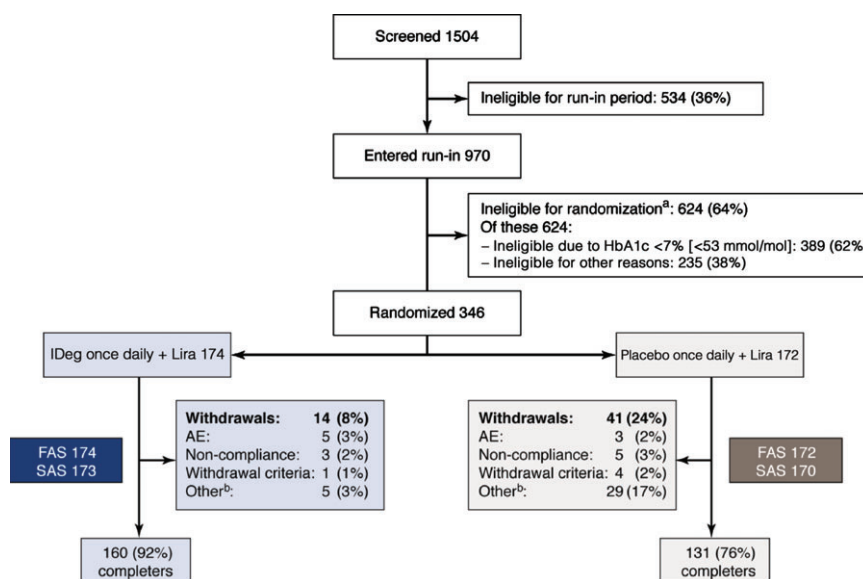 Screened 1504
Ineligible for run-in period: 534 (36%)
Entered run-in 970
Ineligible for randomizationᵃ: 624 (64%)
Of these 624:
– Ineligible due to HbA1c <7% [<53 mmol/mol]: 389 (62%
– Ineligible for other reasons: 235 (38%)
Randomized 346
IDeg once daily + Lira 174
Placebo once daily + Lira 172
Withdrawals: 14 (8%)
AE: 5 (3%)
Non-compliance: 3 (2%)
Withdrawal criteria: 1 (1%)
Otherᵇ: 5 (3%)
Withdrawals: 41 (24%)
AE: 3 (2%)
Non-compliance: 5 (3%)
Withdrawal criteria: 4 (2%)
Otherᵇ: 29 (17%)
FAS 174
SAS 173
FAS 172
SAS 170
160 (92%)
completers
131 (76%)
completers